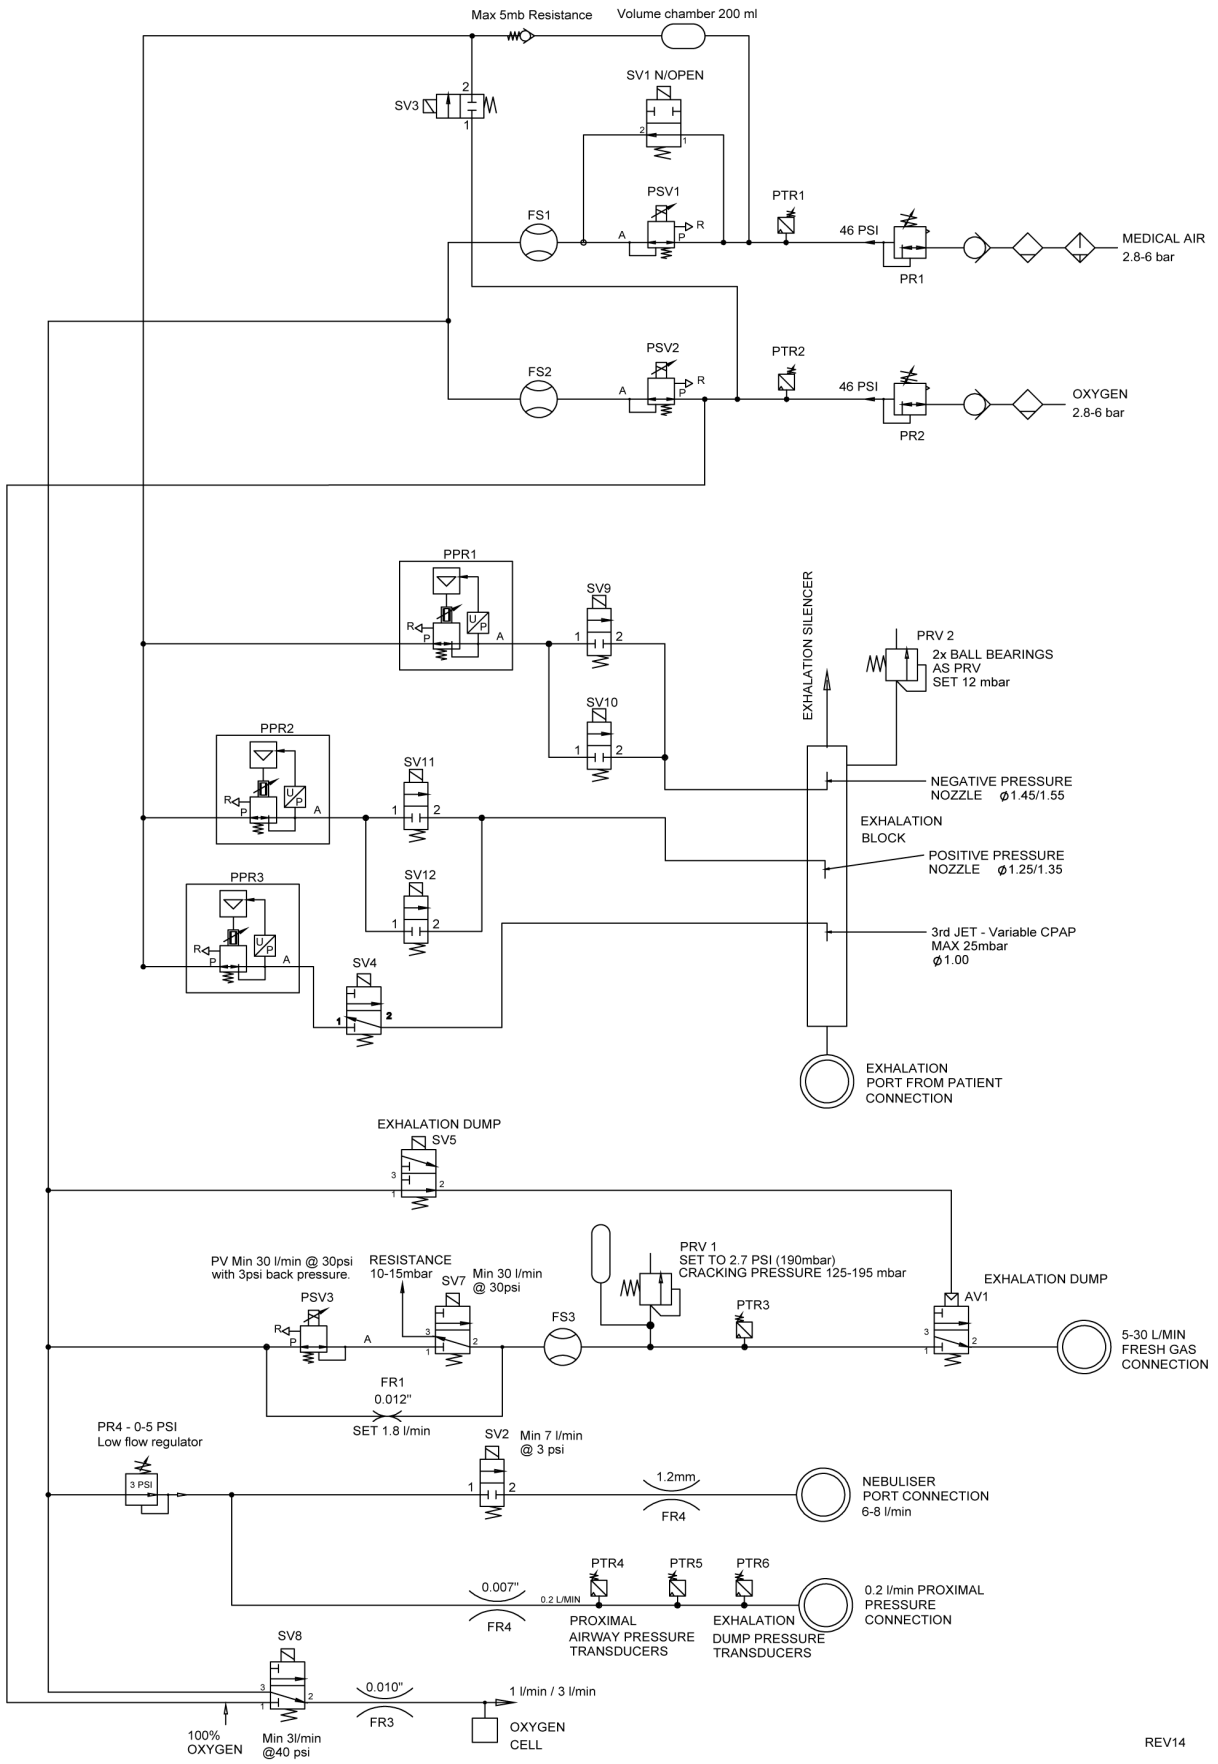 Max 5mb Resistance
Volume chamber 200 ml
SV1 N/OPEN
2
SV3
1
2
1
PSV1
PTR1
FS1
R
A
P
46 PSI
MEDICAL AIR
2.8-6 bar
PR1
PSV2
PTR2
FS2
R
A
P
46 PSI
OXYGEN
2.8-6 bar
PR2
PPR1
R
P
U
P
A
SV9
1
2
SV10
1
2
EXHALATION SILENCER
PRV 2
2x BALL BEARINGS
AS PRV
SET 12 mbar
PPR2
R
P
U
P
A
SV11
1
2
NEGATIVE PRESSURE
NOZZLE ϕ1.45/1.55
EXHALATION
BLOCK
POSITIVE PRESSURE
NOZZLE ϕ1.25/1.35
PPR3
R
P
U
P
A
SV12
1
2
3rd JET - Variable CPAP
MAX 25mbar
ϕ1.00
SV4
1
2
EXHALATION
PORT FROM PATIENT
CONNECTION
EXHALATION DUMP
SV5
3
1
2
PV Min 30 l/min @ 30psi
with 3psi back pressure.
RESISTANCE
10-15mbar
Min 30 l/min
@ 30psi
SV7
PRV 1
SET TO 2.7 PSI (190mbar)
CRACKING PRESSURE 125-195 mbar
EXHALATION DUMP
AV1
PSV3
R
P
A
3
1
2
FS3
PTR3
3
1
2
5-30 L/MIN
FRESH GAS
CONNECTION
FR1
0.012"
SET 1.8 l/min
PR4 - 0-5 PSI
Low flow regulator
3 PSI
SV2
Min 7 l/min
@ 3 psi
1
2
1.2mm
FR4
NEBULISER
PORT CONNECTION
6-8 l/min
0.007"
FR4
0.2 L/MIN
PTR4
PTR5
PTR6
PROXIMAL
AIRWAY PRESSURE
TRANSDUCERS
EXHALATION
DUMP PRESSURE
TRANSDUCERS
0.2 l/min PROXIMAL
PRESSURE
CONNECTION
SV8
3
1
2
100%
OXYGEN
Min 3l/min
@40 psi
0.010"
FR3
1 l/min / 3 l/min
OXYGEN
CELL
REV14